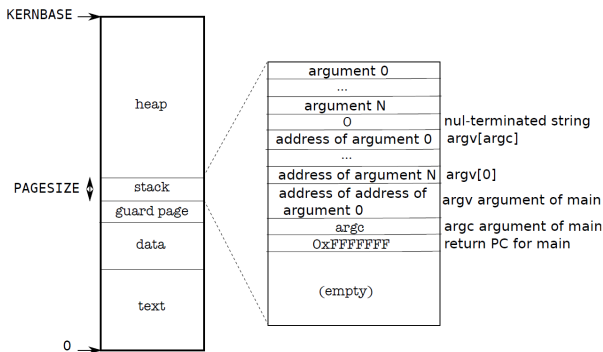 KERNBASE
heap
PAGESIZE
stack
guard page
data
text
0
argument 0
...
argument N
0 nul-terminated string
address of argument 0 argv[argc]
...
address of argument N argv[0]
address of address of
argument 0
argv argument of main
argc argc argument of main
0xFFFFFFF return PC for main
(empty)